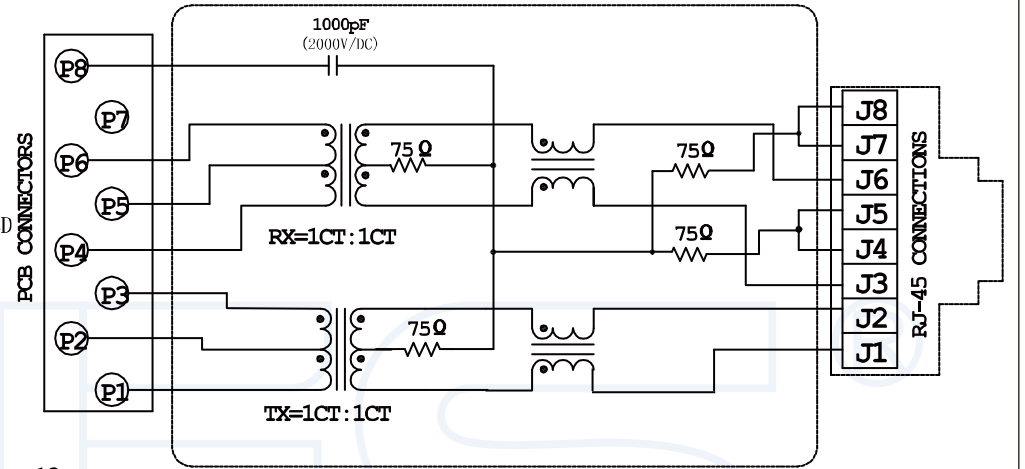 1000pF
(2000V/DC)
PCB CONNECTORS
P8
P7
P6
P5
P4
P3
P2
P1
D
75Ω
RX=1CT:1CT
75Ω
75Ω
75Ω
TX=1CT:1CT
J8
J7
J6
J5
J4
J3
J2
J1
RJ-45 CONNECTIONS
®